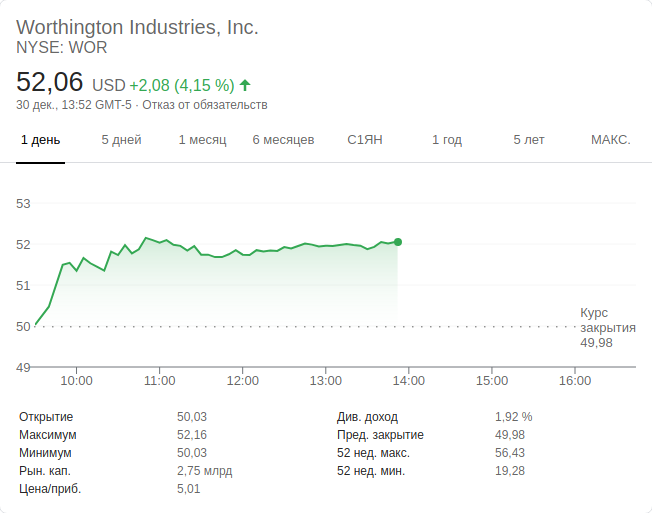 Worthington Industries, Inc.
NYSE: WOR
52,06 USD +2,08 (4,15 %)
30 дек., 13:52 GMT-5 · Отказ от обязательств
1 день 5 дней 1 месяц 6 месяцев С1ЯН 1 год 5 лет МАКС.
53
52
51
50
49
Курс
закрытия
49,98
10:00 11:00 12:00 13:00 14:00 15:00 16:00
Открытие 50,03 Див. доход 1,92 %
Максимум 52,16 Пред. закрытие 49,98
Минимум 50,03 52 нед. макс. 56,43
Рын. кап. 2,75 млрд 52 нед. мин. 19,28
Цена/приб. 5,01